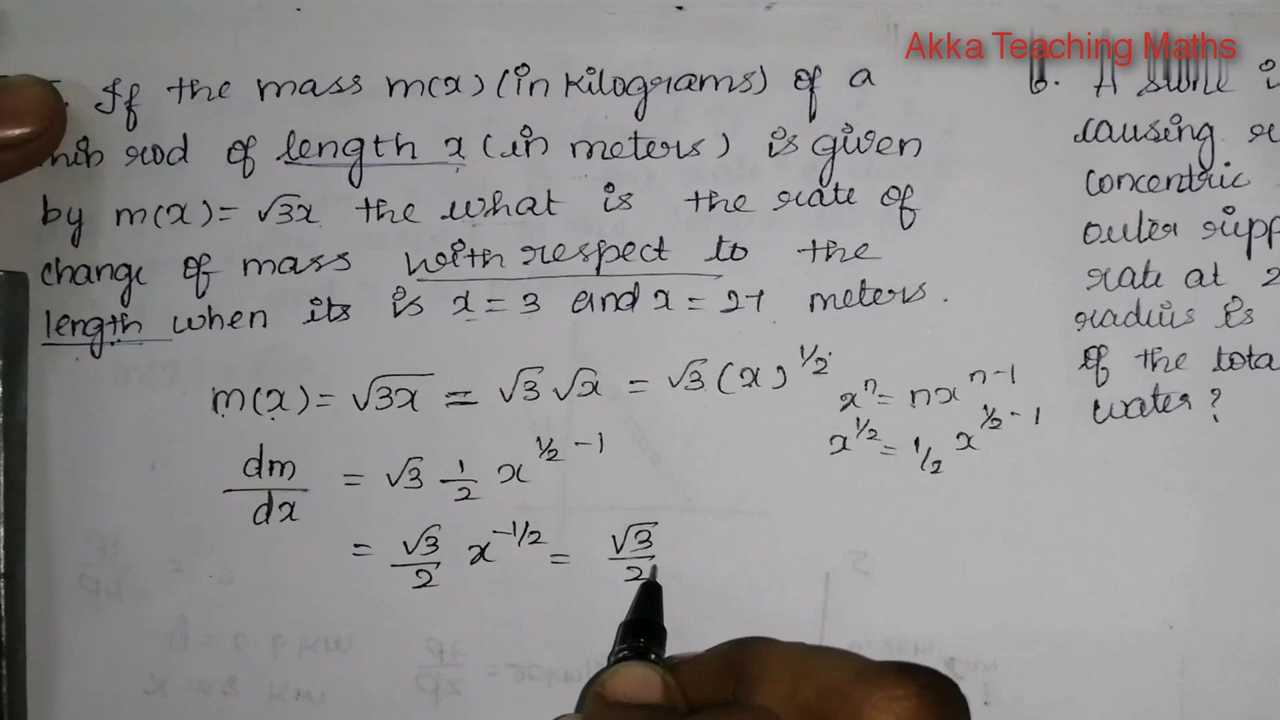 Akka Teaching Maths
If the mass m(x) (in kilograms) of a
rod of length x (in meters) is given
by m(x) = √3x the what is the rate of
change of mass with respect to the
length when its is x = 3 and x = 27 meters.
m(x) = √3x = √3 √x = √3 (x)^1/2
dm/dx = √3 1/2 x^1/2 - 1
= √3/2 x^-1/2 = √3/2
x^n = nx^n-1
x^1/2 = 1/2 x^1/2 - 1
6. A
causing
concentric
outer
rate at 2
radius is
of the
water?